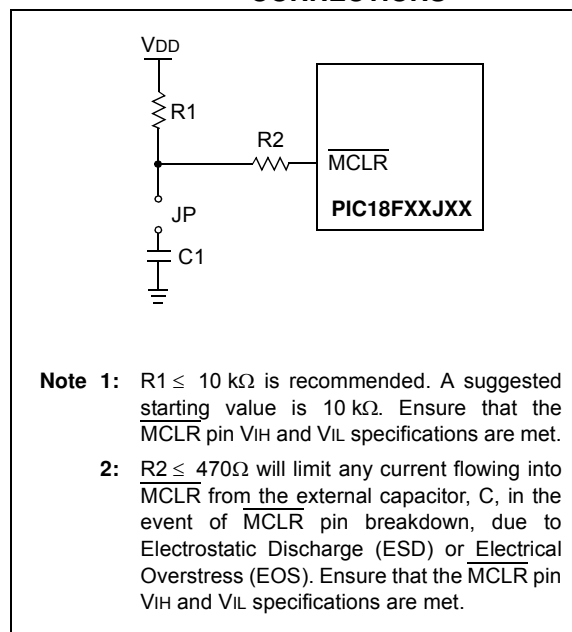 VDD
R1
R2
MCLR
JP
PIC18FXXJXX
C1
Note 1: R1 ≤ 10 kΩ is recommended. A suggested
starting value is 10 kΩ. Ensure that the
MCLR pin VIH and VIL specifications are met.
2: R2 ≤ 470Ω will limit any current flowing into
MCLR from the external capacitor, C, in the
event of MCLR pin breakdown, due to
Electrostatic Discharge (ESD) or Electrical
Overstress (EOS). Ensure that the MCLR pin
VIH and VIL specifications are met.